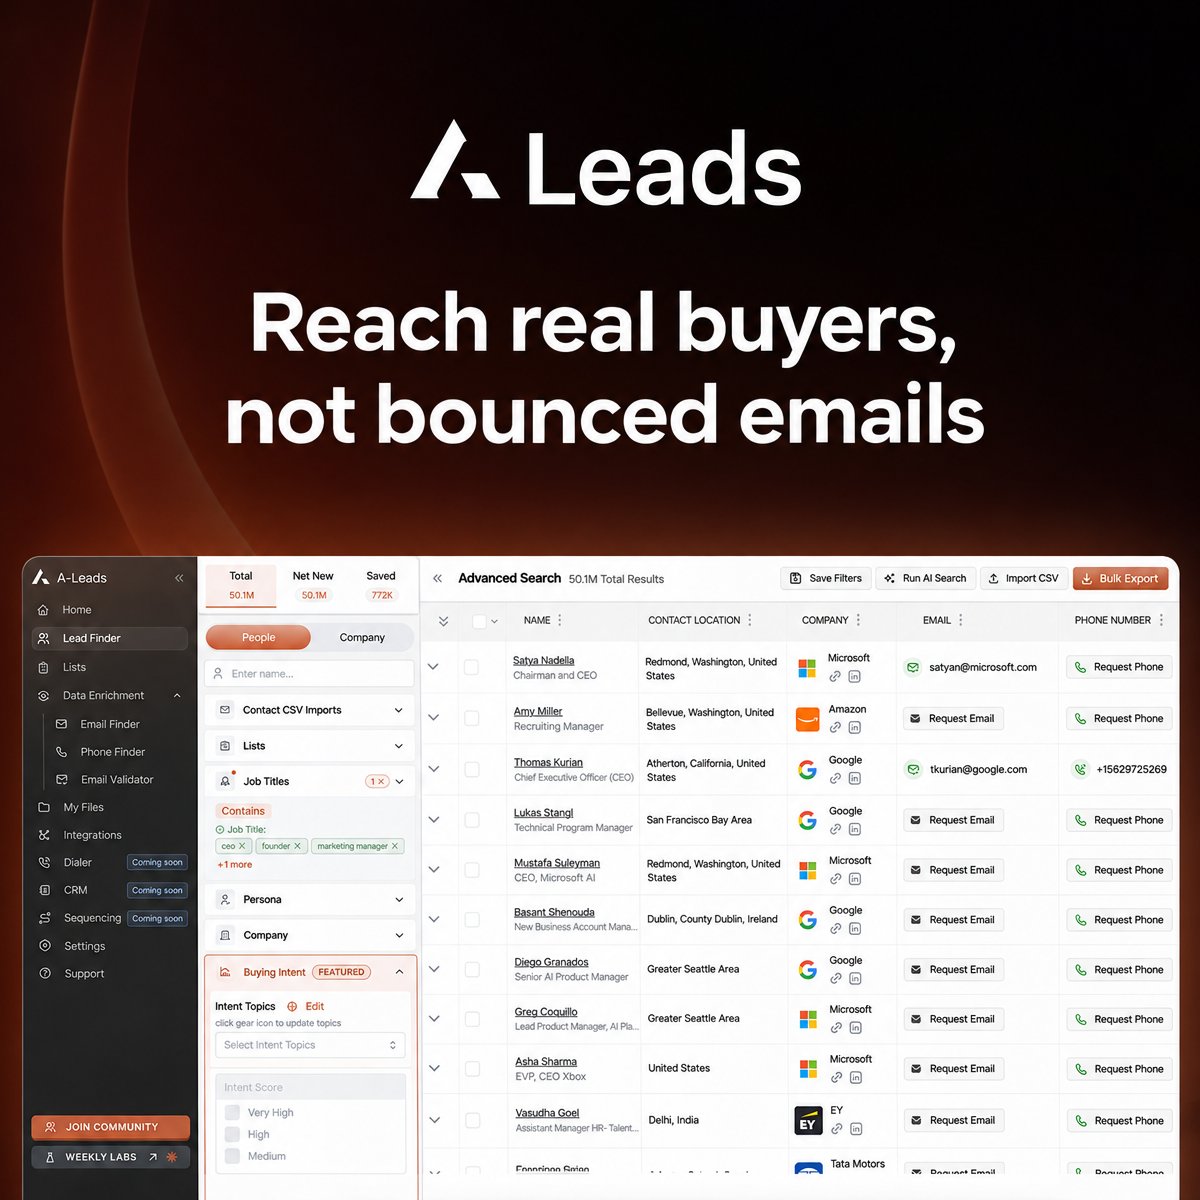 Leads
Reach real buyers,
not bounced emails
A-Leads
Home
Lead Finder
Lists
Data Enrichment
Email Finder
Phone Finder
Email Validator
My Files
Integrations
Dialer Coming soon
CRM Coming soon
Sequencing Coming soon
Settings
Support
JOIN COMMUNITY
WEEKLY LABS
Total Net New Saved
50.1M 50.1M 772K
People Company
Enter name...
Contact CSV Imports
Lists
Job Titles 1 ×
Contains
Job Title:
ceo × founder × marketing manager ×
+1 more
Persona
Company
Buying Intent FEATURED
Intent Topics Edit
click gear icon to update topics
Select Intent Topics
Intent Score
Very High
High
Medium
Advanced Search 50.1M Total Results Save Filters Run AI Search Import CSV Bulk Export
NAME CONTACT LOCATION COMPANY EMAIL PHONE NUMBER
Satya Nadella
Chairman and CEO
Redmond, Washington, United
States
Microsoft
satyan@microsoft.com
Request Phone
Amy Miller
Recruiting Manager
Bellevue, Washington, United
States
Amazon
Request Email
Request Phone
Thomas Kurian
Chief Executive Officer (CEO)
Atherton, California, United
States
Google
tkurian@google.com
+15629725269
Lukas Stangl
Technical Program Manager
San Francisco Bay Area
Google
Request Email
Request Phone
Mustafa Suleyman
CEO, Microsoft AI
Redmond, Washington, United
States
Microsoft
Request Email
Request Phone
Basant Shenouda
New Business Account Mana...
Dublin, County Dublin, Ireland
Google
Request Email
Request Phone
Diego Granados
Senior AI Product Manager
Greater Seattle Area
Google
Request Email
Request Phone
Greg Coquillo
Lead Product Manager, AI Pla...
Greater Seattle Area
Microsoft
Request Email
Request Phone
Asha Sharma
EVP, CEO Xbox
United States
Microsoft
Request Email
Request Phone
Vasudha Goel
Assistant Manager HR- Talent...
Delhi, India
EY
EY
Request Email
Request Phone
Tata Motors
Request Email
Request Phone